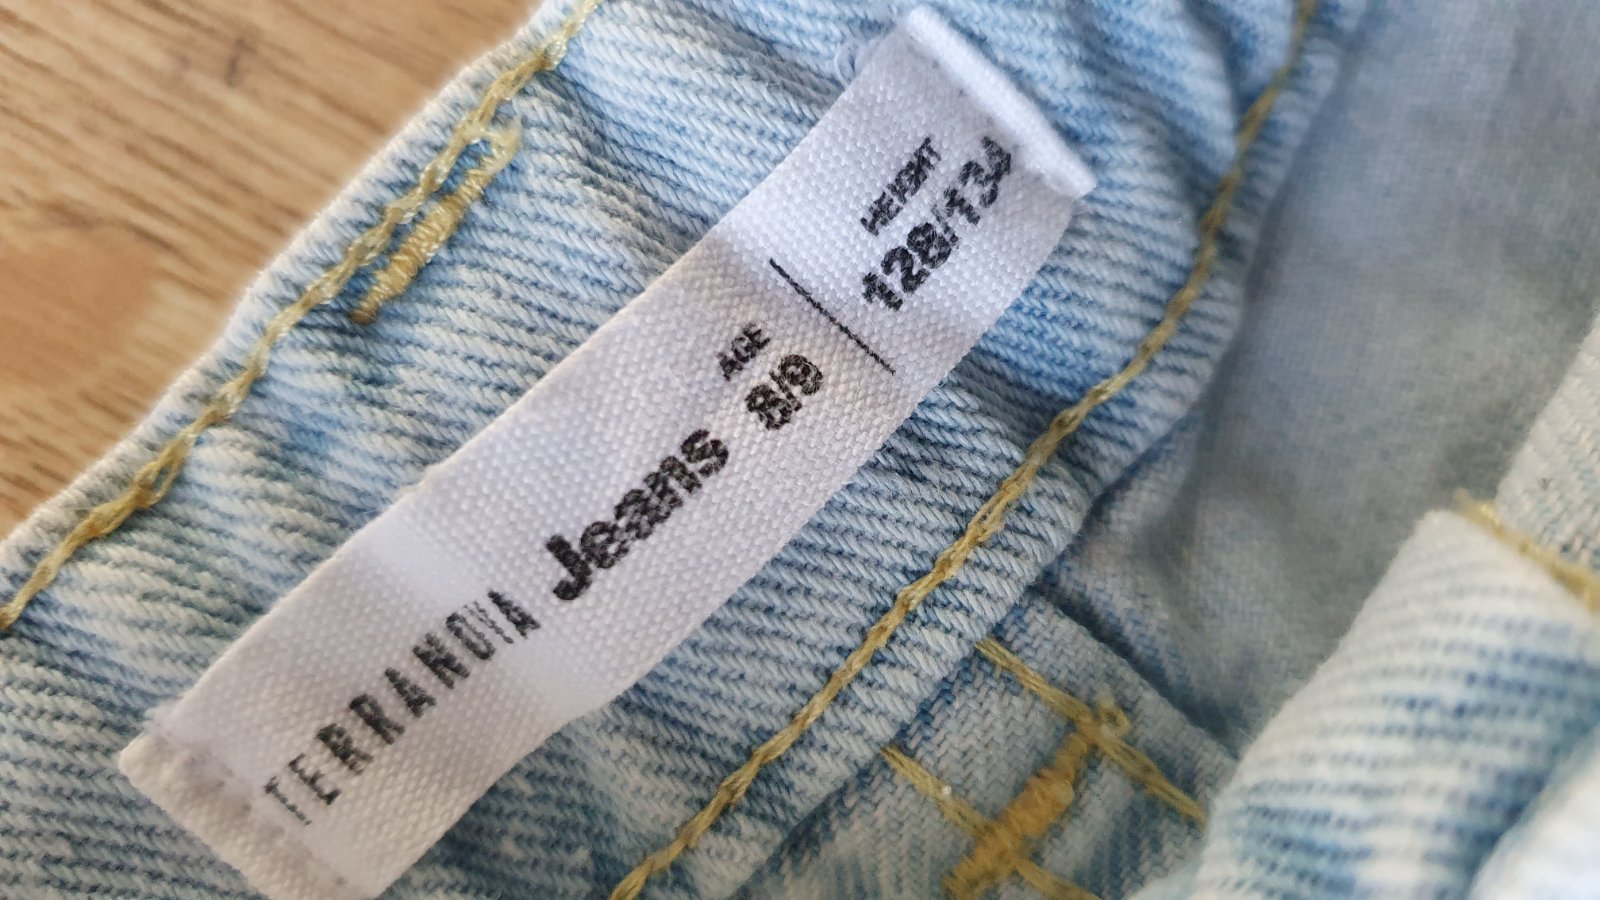 TERRANOVA Jeans
AGE
8/9
HEIGHT
128/134